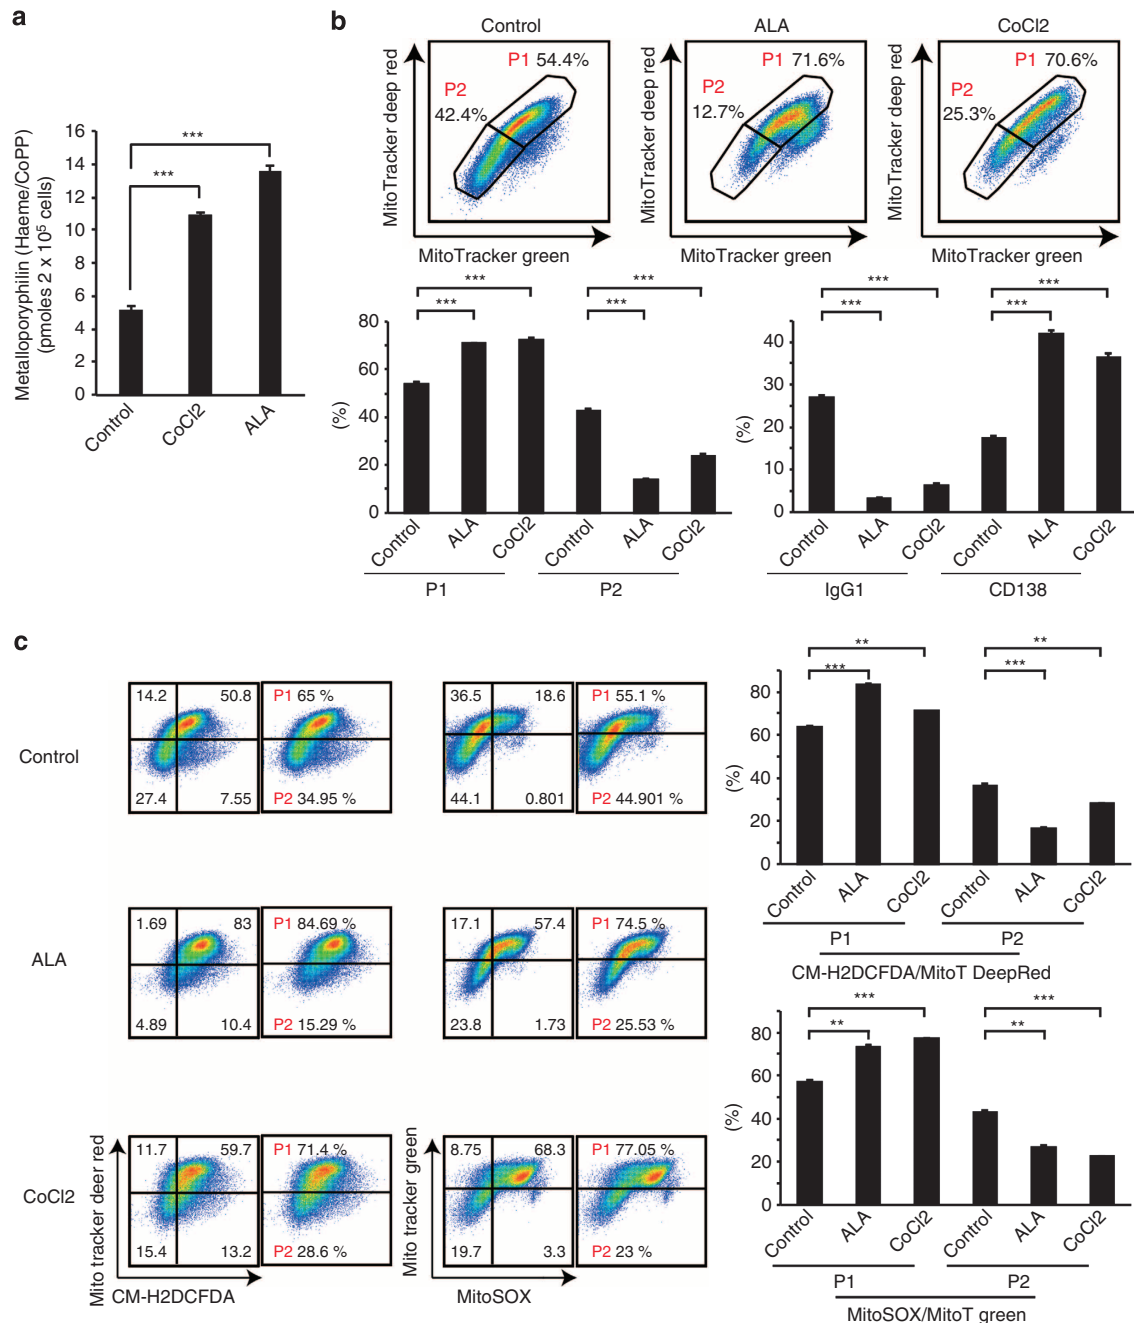 a
Metalloporyphilin (Haeme/CoPP)
(pmoles 2 x 10⁵ cells)
16
14
12
10
8
6
4
2
0
***
***
Control
CoCl2
ALA
b
Control
ALA
CoCl2
MitoTracker deep red
P1 54.4%
P2
42.4%
MitoTracker green
MitoTracker deep red
P1 71.6%
P2
12.7%
MitoTracker green
MitoTracker deep red
P1 70.6%
P2
25.3%
MitoTracker green
(%)
80
60
40
20
0
***
***
***
***
Control
ALA
CoCl2
Control
ALA
CoCl2
P1
P2
(%)
40
30
20
10
0
***
***
***
***
Control
ALA
CoCl2
Control
ALA
CoCl2
IgG1
CD138
c
Control
14.2
50.8
27.4
7.55
P1 65 %
P2 34.95 %
36.5
18.6
44.1
0.801
P1 55.1 %
P2 44.901 %
ALA
1.69
83
4.89
10.4
P1 84.69 %
P2 15.29 %
17.1
57.4
23.8
1.73
P1 74.5 %
P2 25.53 %
CoCl2
Mito tracker deer red
11.7
59.7
15.4
13.2
P1 71.4 %
P2 28.6 %
CM-H2DCFDA
Mito tracker green
8.75
68.3
19.7
3.3
P1 77.05 %
P2 23 %
MitoSOX
(%)
80
60
40
20
0
**
***
**
***
Control
ALA
CoCl2
Control
ALA
CoCl2
P1
P2
CM-H2DCFDA/MitoT DeepRed
(%)
80
60
40
20
0
***
**
***
**
Control
ALA
CoCl2
Control
ALA
CoCl2
P1
P2
MitoSOX/MitoT green